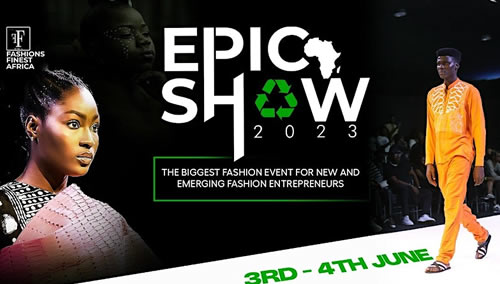 FASHIONS
FINEST
AFRICA
EPIC
SHOW
2023
THE BIGGEST FASHION EVENT FOR NEW AND
EMERGING FASHION ENTREPRENEURS
3RD - 4TH JUNE